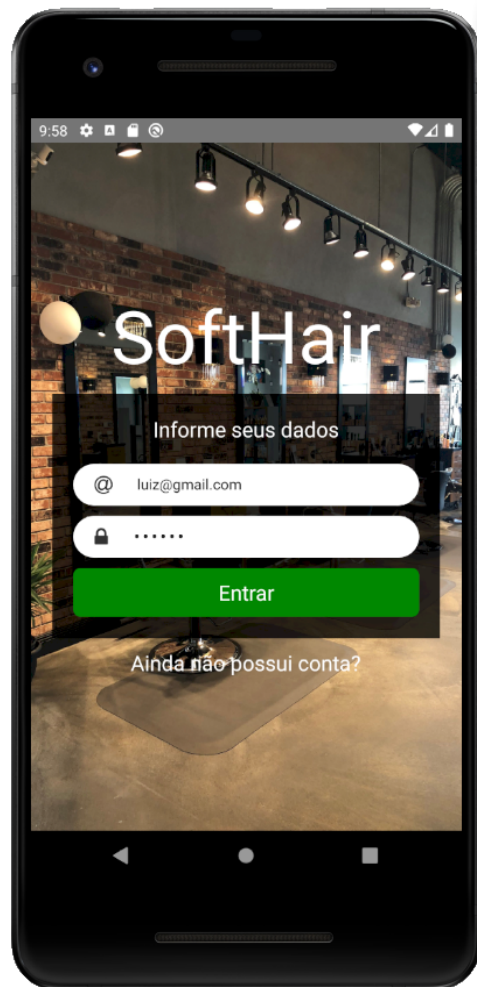 9:58
SoftHair
Informe seus dados
@ luiz@gmail.com
••••••
Entrar
Ainda não possui conta?